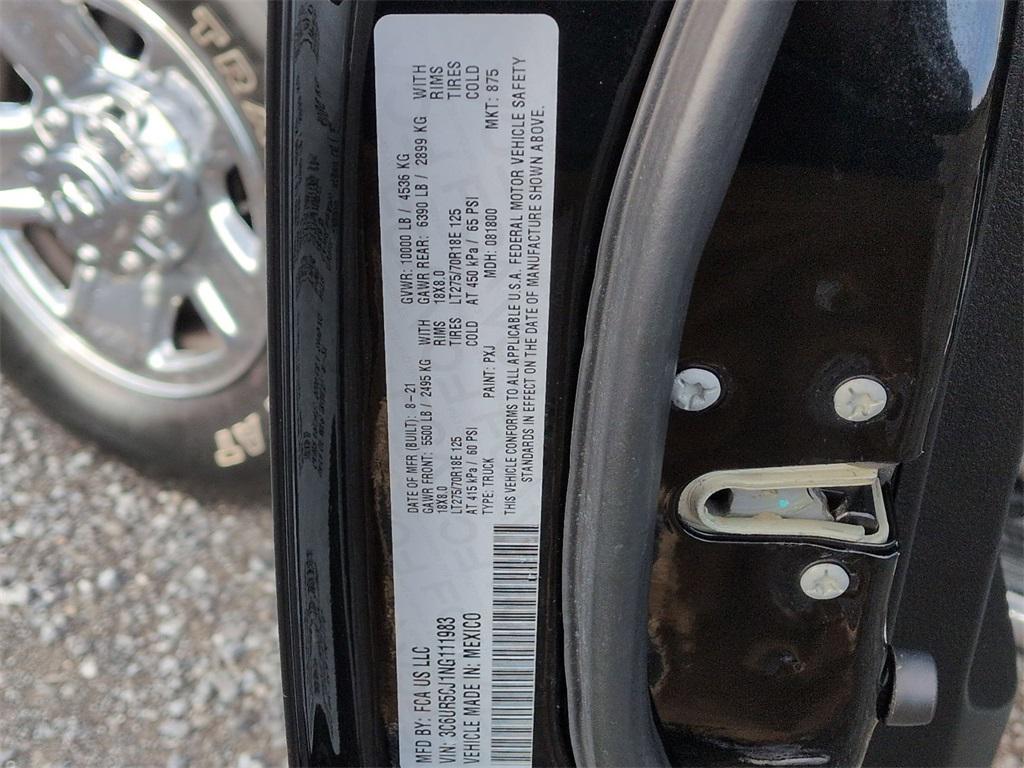 MFD BY: FCA US LLC
DATE OF MFR (BUILT): 8-21
GVWR: 10000 LB / 4536 KG
VIN: 3C6UR5CJ1NG111983
GAWR FRONT: 5500 LB / 2495 KG WITH
18X8.0 RIMS
LT275/70R18E 125 TIRES
AT 415 kPa / 60 PSI COLD
GAWR REAR: 6390 LB / 2899 KG WITH
18X8.0 RIMS
LT275/70R18E 125 TIRES
AT 450 kPa / 65 PSI COLD
VEHICLE MADE IN: MEXICO
TYPE: TRUCK PAINT: PXJ MDH: 081800 MKT: 875
THIS VEHICLE CONFORMS TO ALL APPLICABLE U.S.A. FEDERAL MOTOR VEHICLE SAFETY
STANDARDS IN EFFECT ON THE DATE OF MANUFACTURE SHOWN ABOVE.
TRA
AT